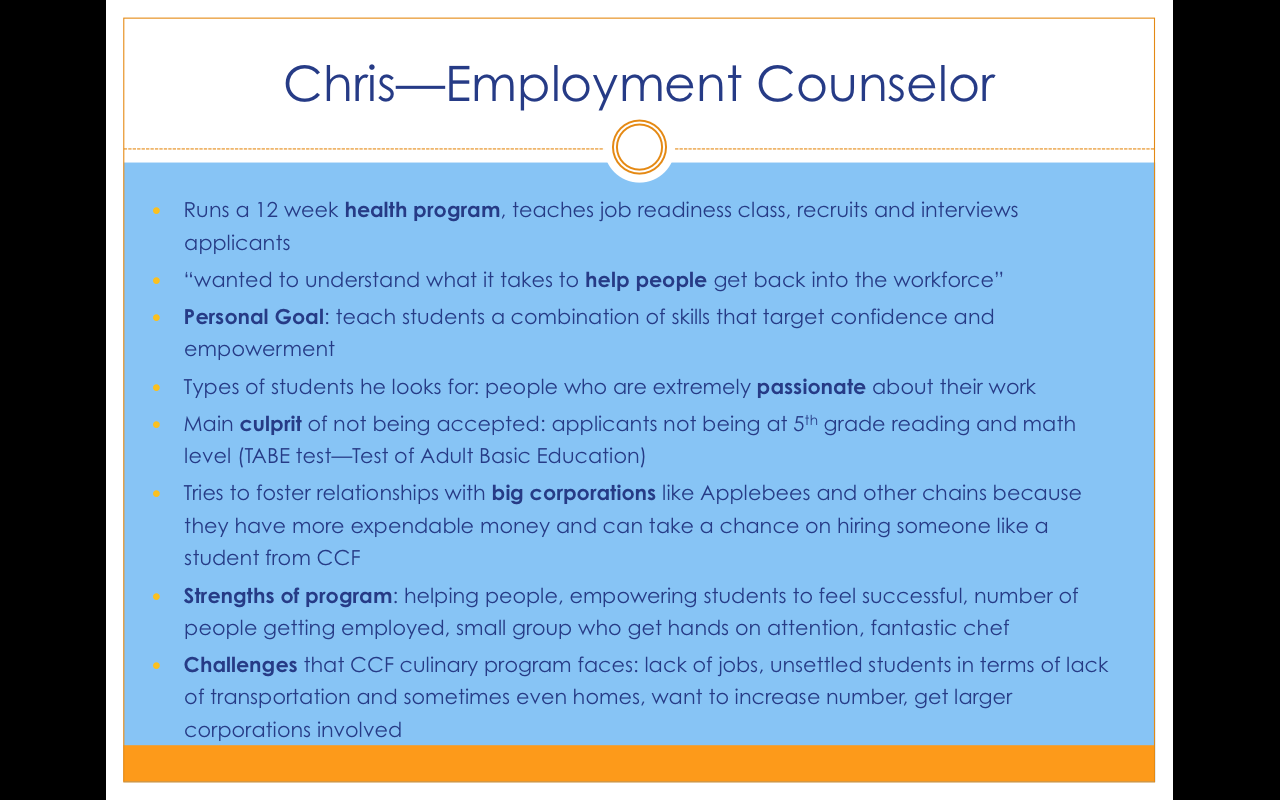 Chris—Employment Counselor
Runs a 12 week health program, teaches job readiness class, recruits and interviews
applicants
“wanted to understand what it takes to help people get back into the workforce”
Personal Goal: teach students a combination of skills that target confidence and
empowerment
Types of students he looks for: people who are extremely passionate about their work
Main culprit of not being accepted: applicants not being at 5th grade reading and math
level (TABE test—Test of Adult Basic Education)
Tries to foster relationships with big corporations like Applebees and other chains because
they have more expendable money and can take a chance on hiring someone like a
student from CCF
Strengths of program: helping people, empowering students to feel successful, number of
people getting employed, small group who get hands on attention, fantastic chef
Challenges that CCF culinary program faces: lack of jobs, unsettled students in terms of lack
of transportation and sometimes even homes, want to increase number, get larger
corporations involved